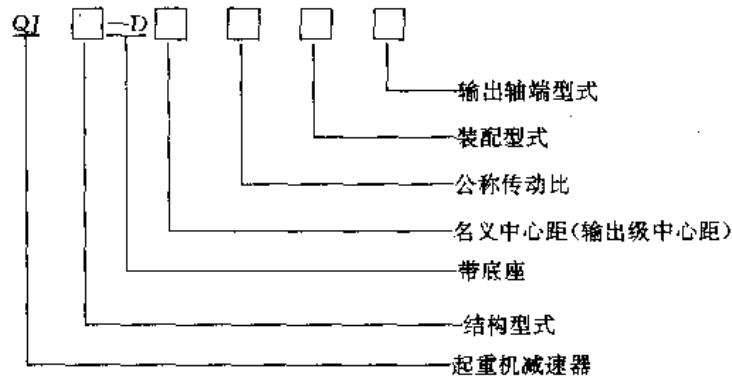 QJ □—D□ □ □ □
输出轴端型式
装配型式
公称传动比
名义中心距(输出级中心距)
带底座
结构型式
起重机减速器